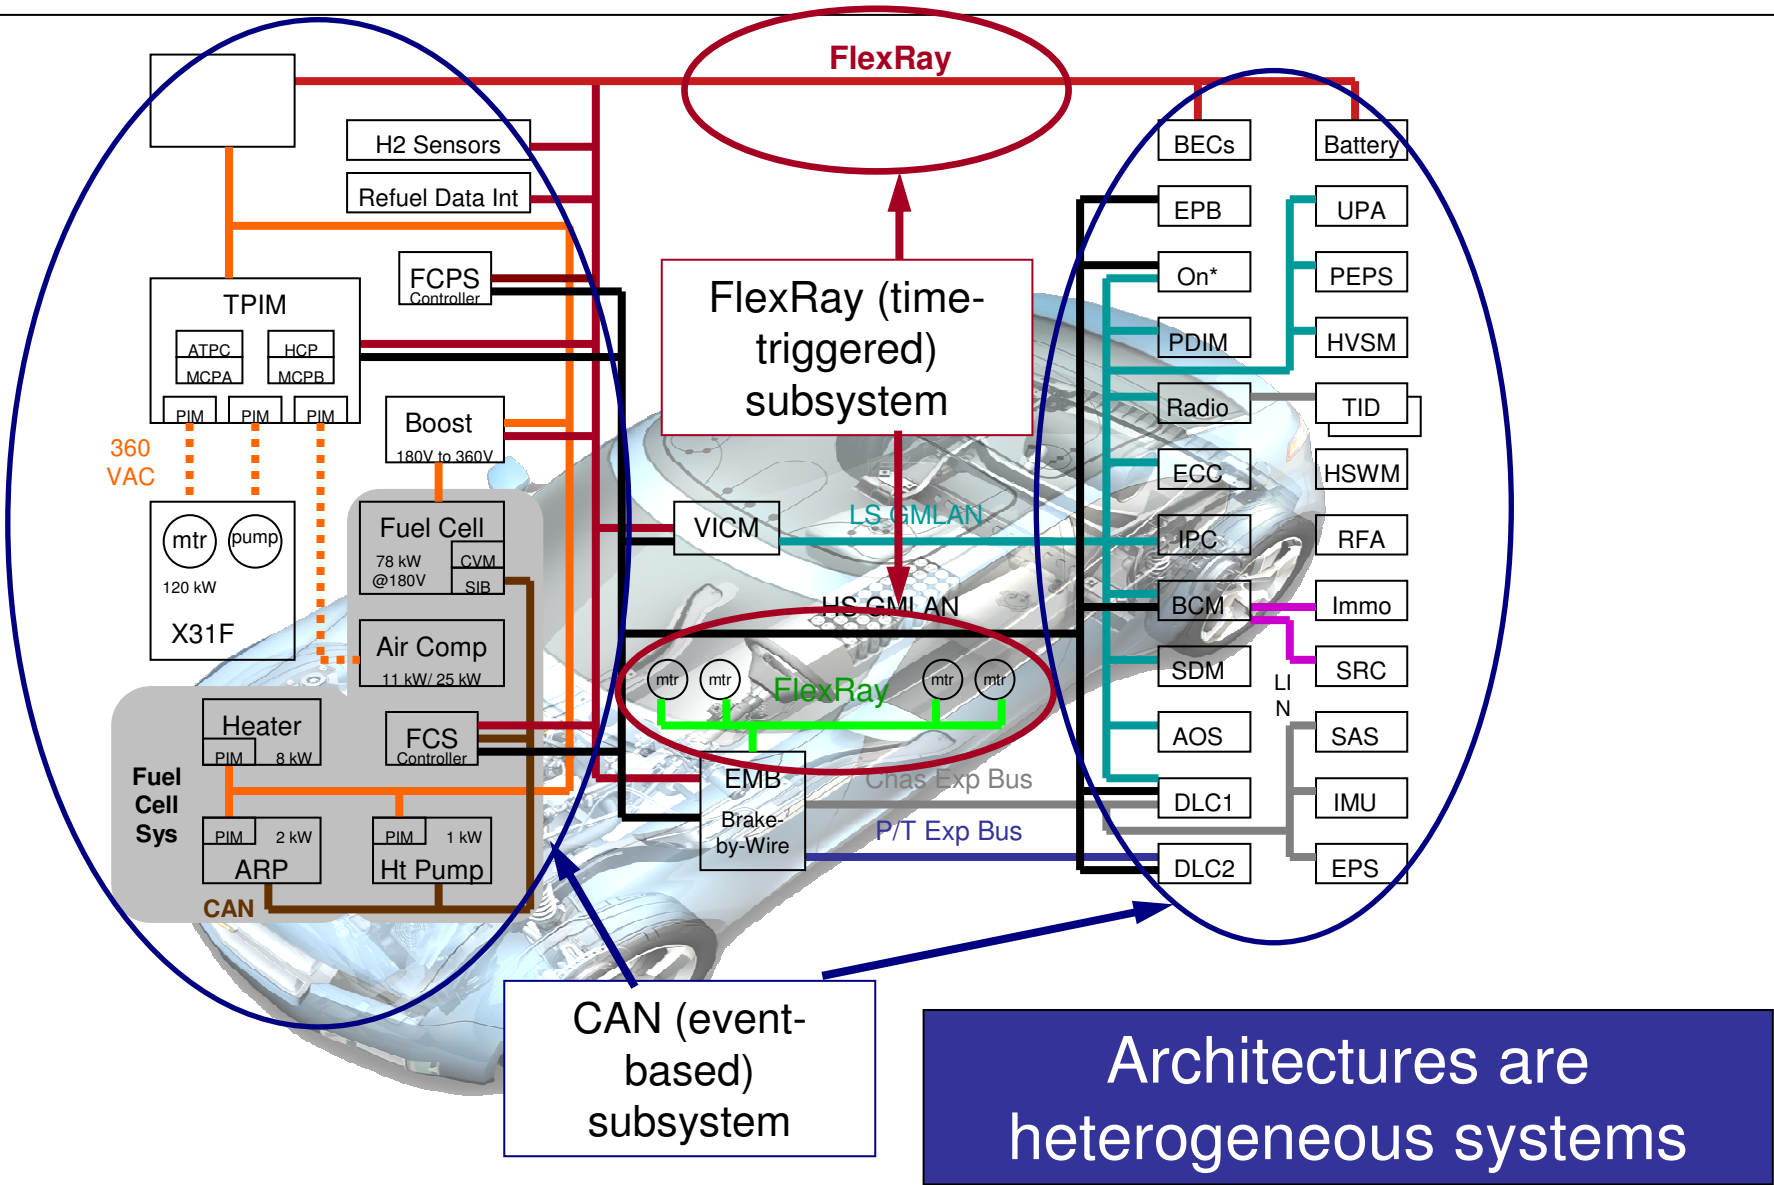 FlexRay
H2 Sensors
Refuel Data Int
BECs
Battery
EPB
UPA
FCPS
Controller
On*
PEPS
TPIM
ATPC
HCP
MCPA
MCPB
PIM
PIM
PIM
FlexRay (time-
triggered)
subsystem
PDIM
HVSM
Boost
180V to 360V
Radio
TID
360
VAC
ECC
HSWM
mtr
pump
120 kW
X31F
Fuel Cell
78 kW
@180V
CVM
SIB
VICM
LS GMLAN
IPC
RFA
HS GMLAN
BCM
Immo
Air Comp
11 kW/ 25 kW
mtr
mtr
FlexRay
mtr
mtr
SDM
SRC
LI
N
Heater
PIM
8 kW
FCS
Controller
AOS
SAS
Fuel
Cell
Sys
EMB
Brake-
by-Wire
Chas Exp Bus
DLC1
IMU
PIM
2 kW
ARP
PIM
1 kW
Ht Pump
P/T Exp Bus
DLC2
EPS
CAN
CAN (event-
based)
subsystem
Architectures are
heterogeneous systems